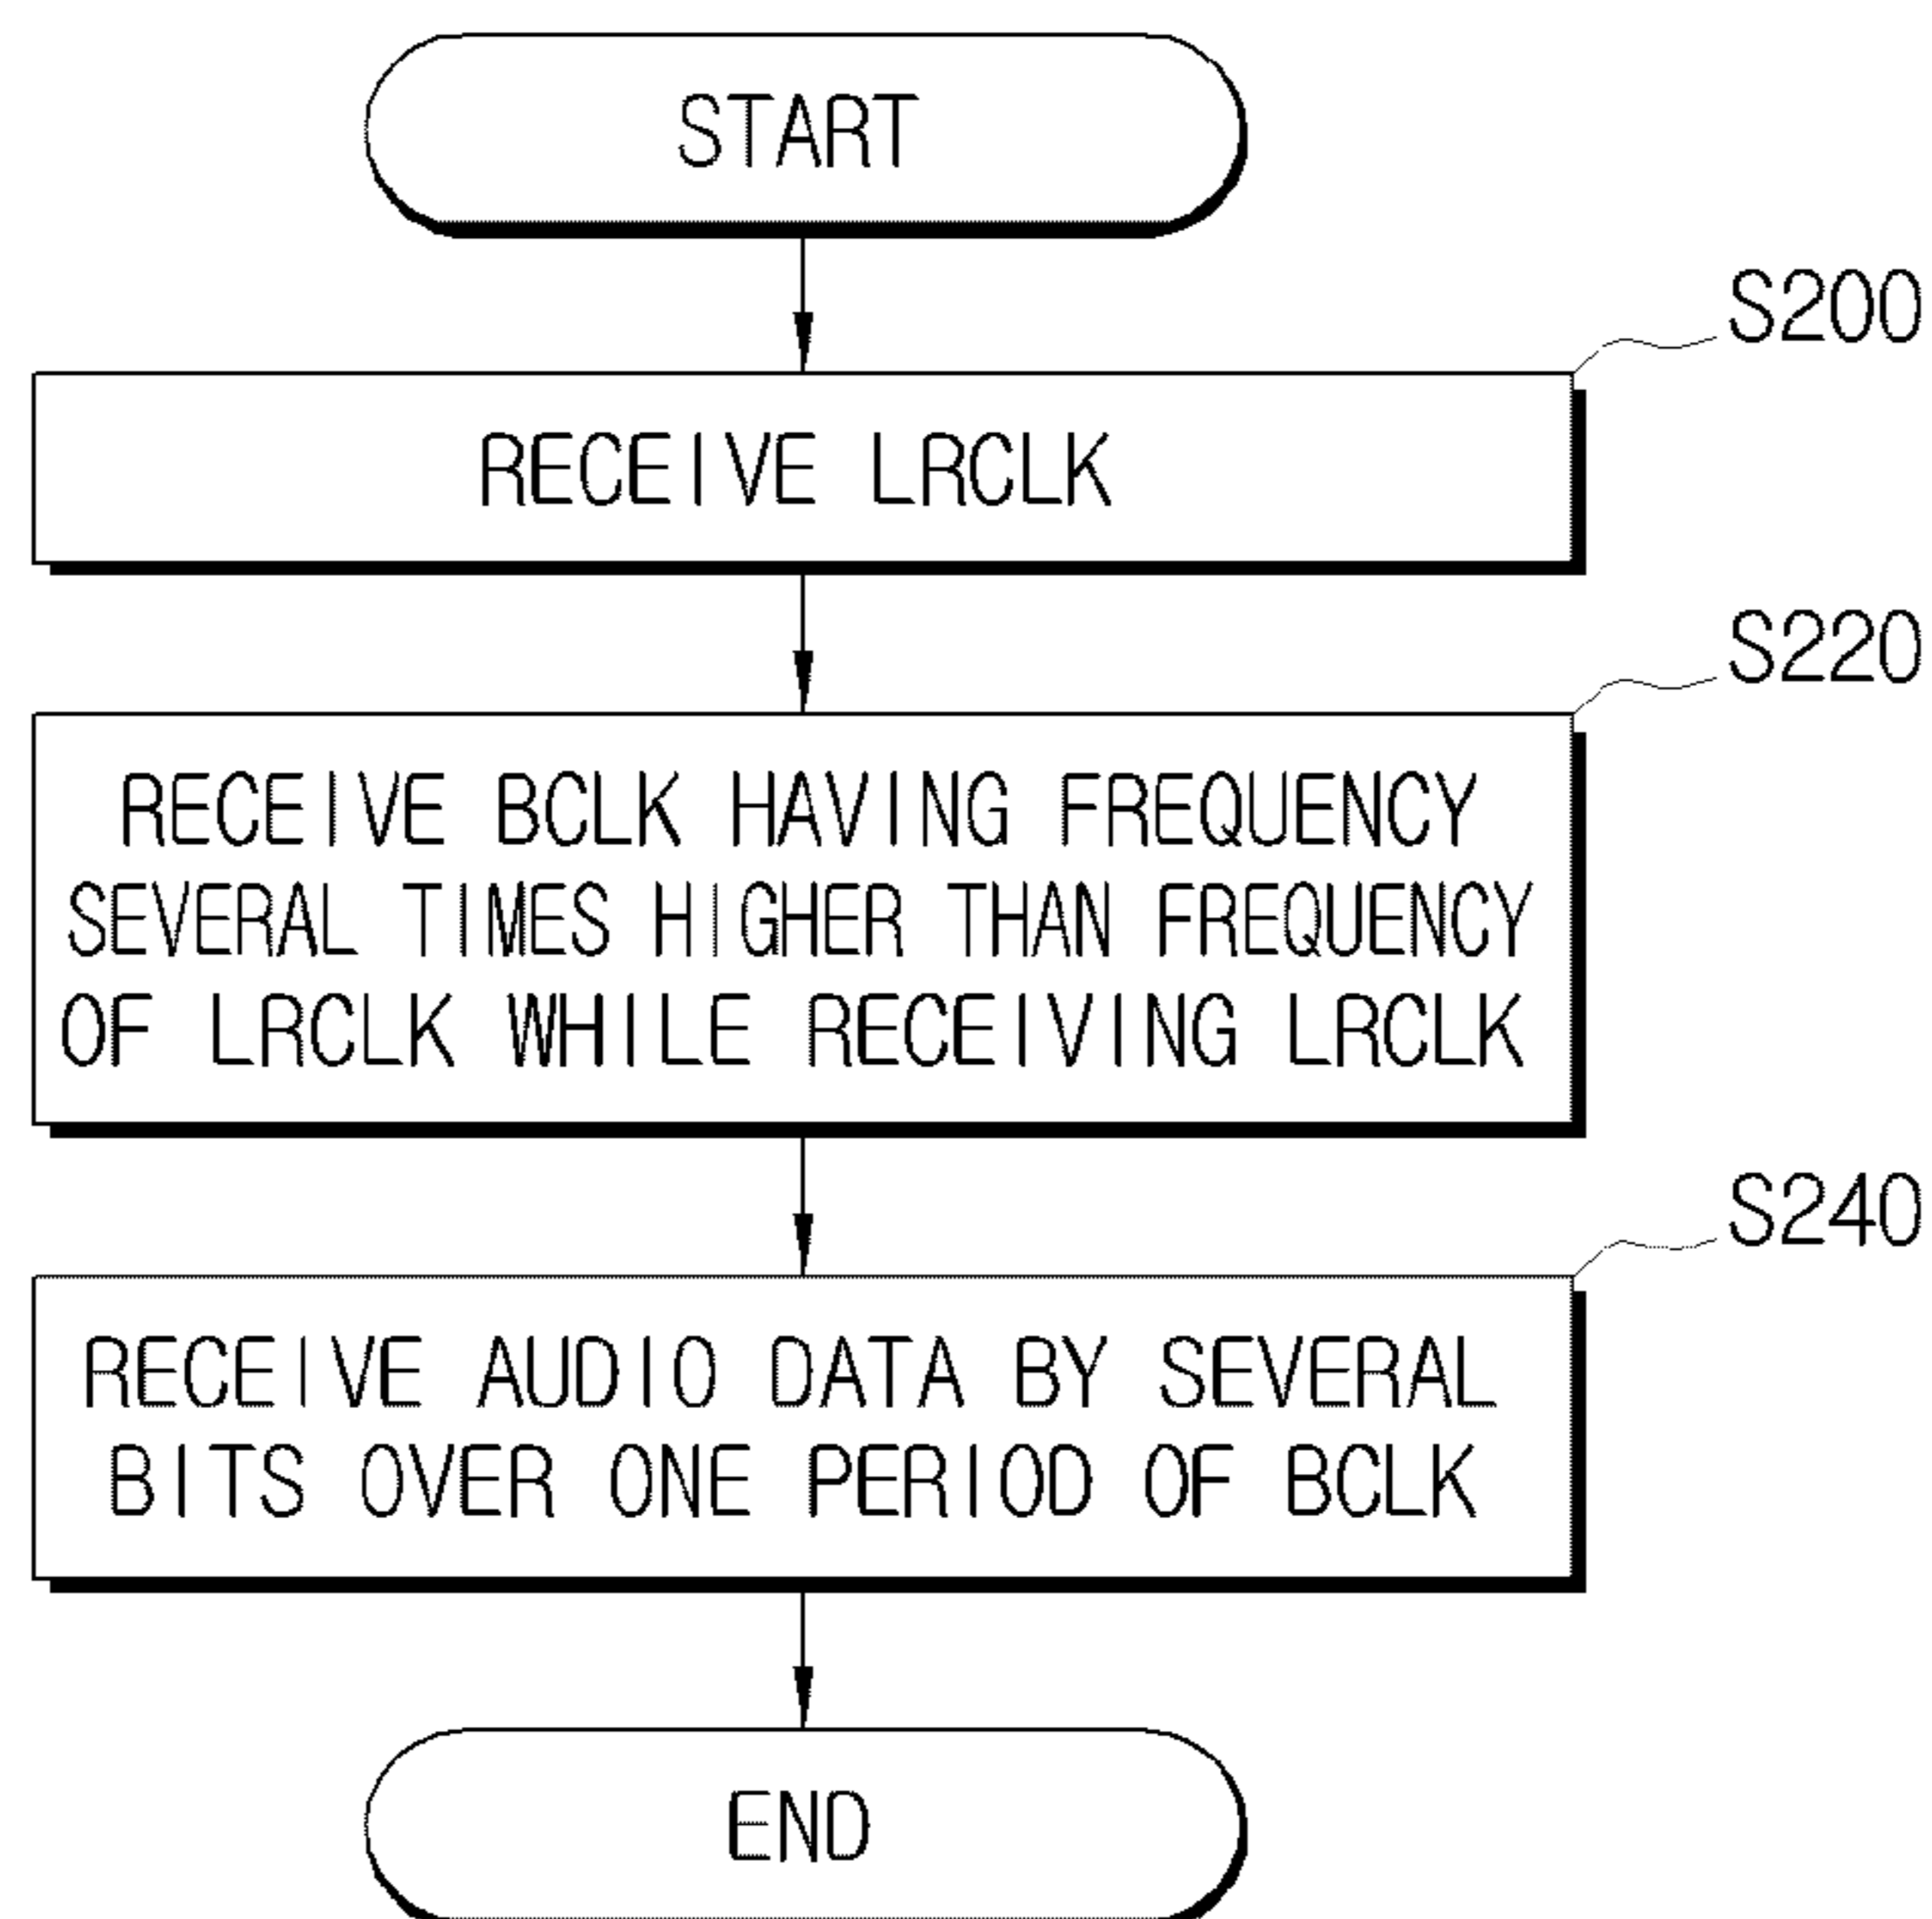 START
S200
RECEIVE LRCLK
S220
RECEIVE BCLK HAVING FREQUENCY
SEVERAL TIMES HIGHER THAN FREQUENCY
OF LRCLK WHILE RECEIVING LRCLK
S240
RECEIVE AUDIO DATA BY SEVERAL
BITS OVER ONE PERIOD OF BCLK
END